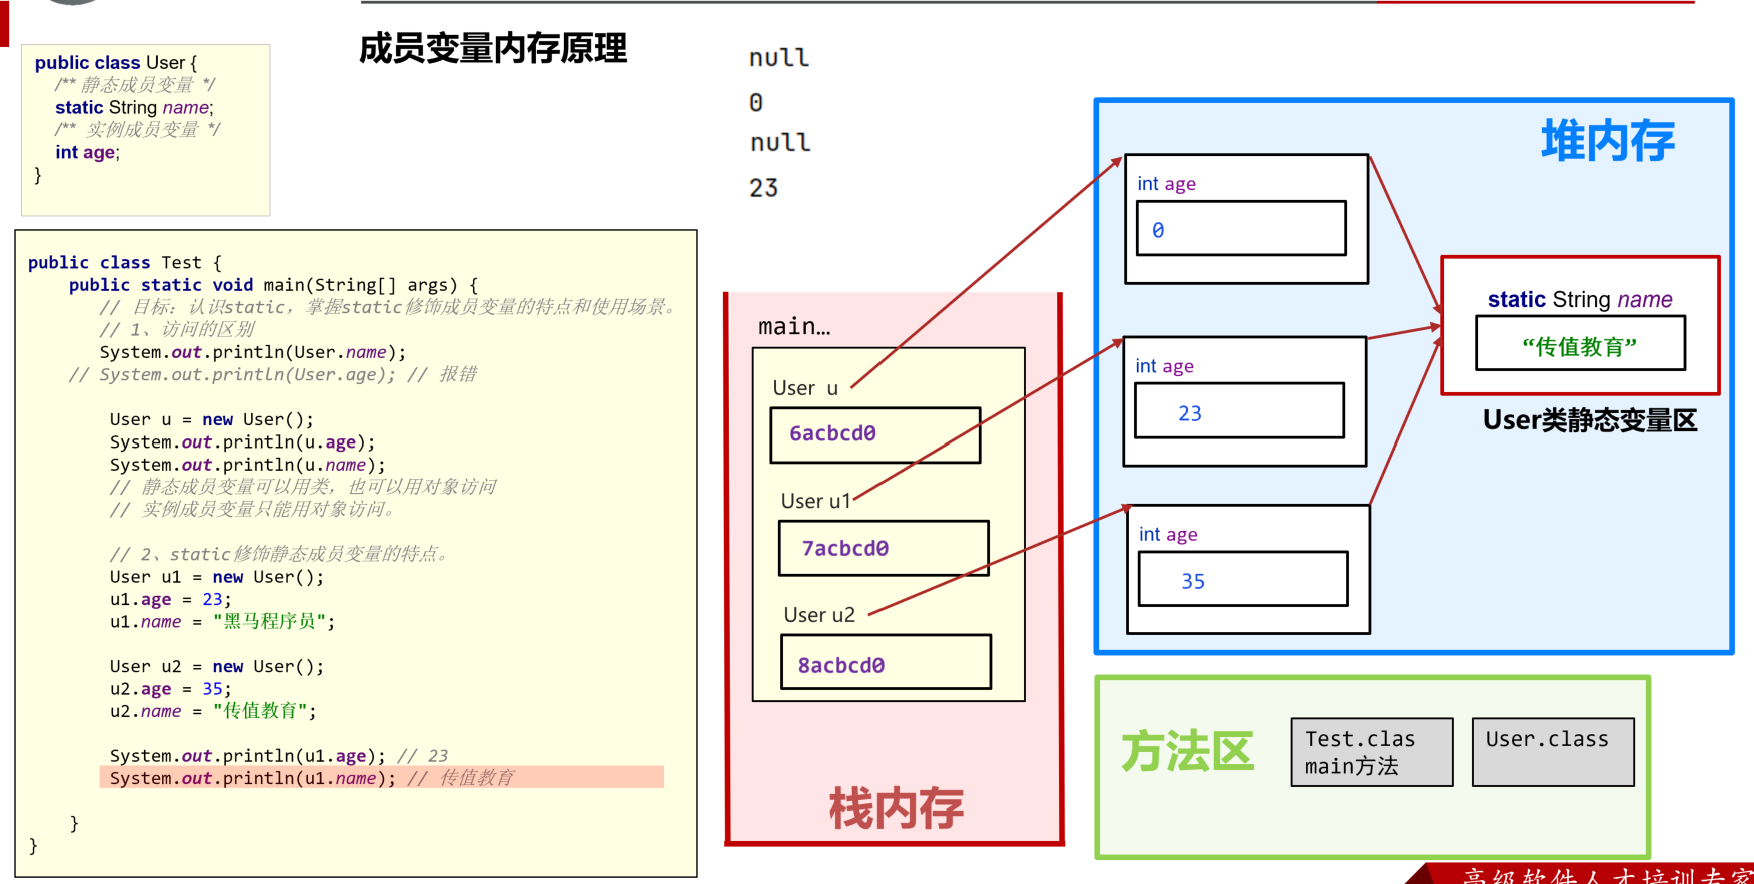 成员变量内存原理
public class User {
/** 静态成员变量 */
static String name;
/** 实例成员变量 */
int age;
}
public class Test {
public static void main(String[] args) {
// 目标：认识static，掌握static修饰成员变量的特点和使用场景。
// 1、访问的区别
System.out.println(User.name);
// System.out.println(User.age); // 报错
User u = new User();
System.out.println(u.age);
System.out.println(u.name);
// 静态成员变量可以用类，也可以用对象访问
// 实例成员变量只能用对象访问。
// 2、static修饰静态成员变量的特点。
User u1 = new User();
u1.age = 23;
u1.name = "黑马程序员";
User u2 = new User();
u2.age = 35;
u2.name = "传值教育";
System.out.println(u1.age); // 23
System.out.println(u1.name); // 传值教育
}
}
null
0
null
23
main…
User u
6acbcd0
User u1
7acbcd0
User u2
8acbcd0
栈内存
堆内存
int age
0
int age
23
int age
35
static String name
“传值教育”
User类静态变量区
方法区
Test.clas
main方法
User.class
高级软件人才培训专家